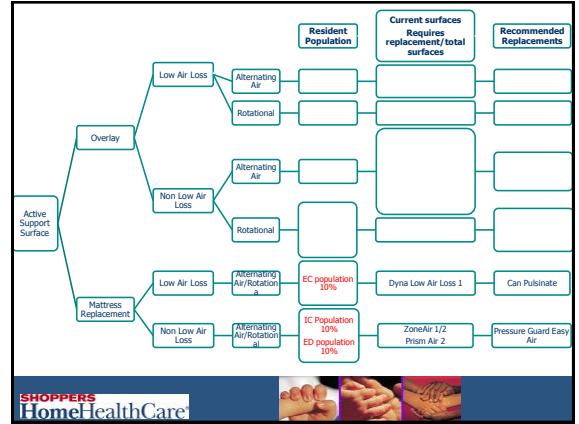 Resident
Population
Current surfaces
Requires
replacement/total
surfaces
Recommended
Replacements
Low Air Loss
Alternating
Air
Rotational
Overlay
Alternating
Air
Non Low Air
Loss
Rotational
Active
Support
Surface
Low Air Loss
Alternating
Air/Rotation
a
EC population
10%
Dyna Low Air Loss 1
Can Pulsinate
Mattress
Replacement
Non Low Air
Loss
Alternating
Air/Rotation
al
IC Population
10%
ED population
10%
ZoneAir 1/2
Prism Air 2
Pressure Guard Easy
Air
SHOPPERS
HomeHealthCare®